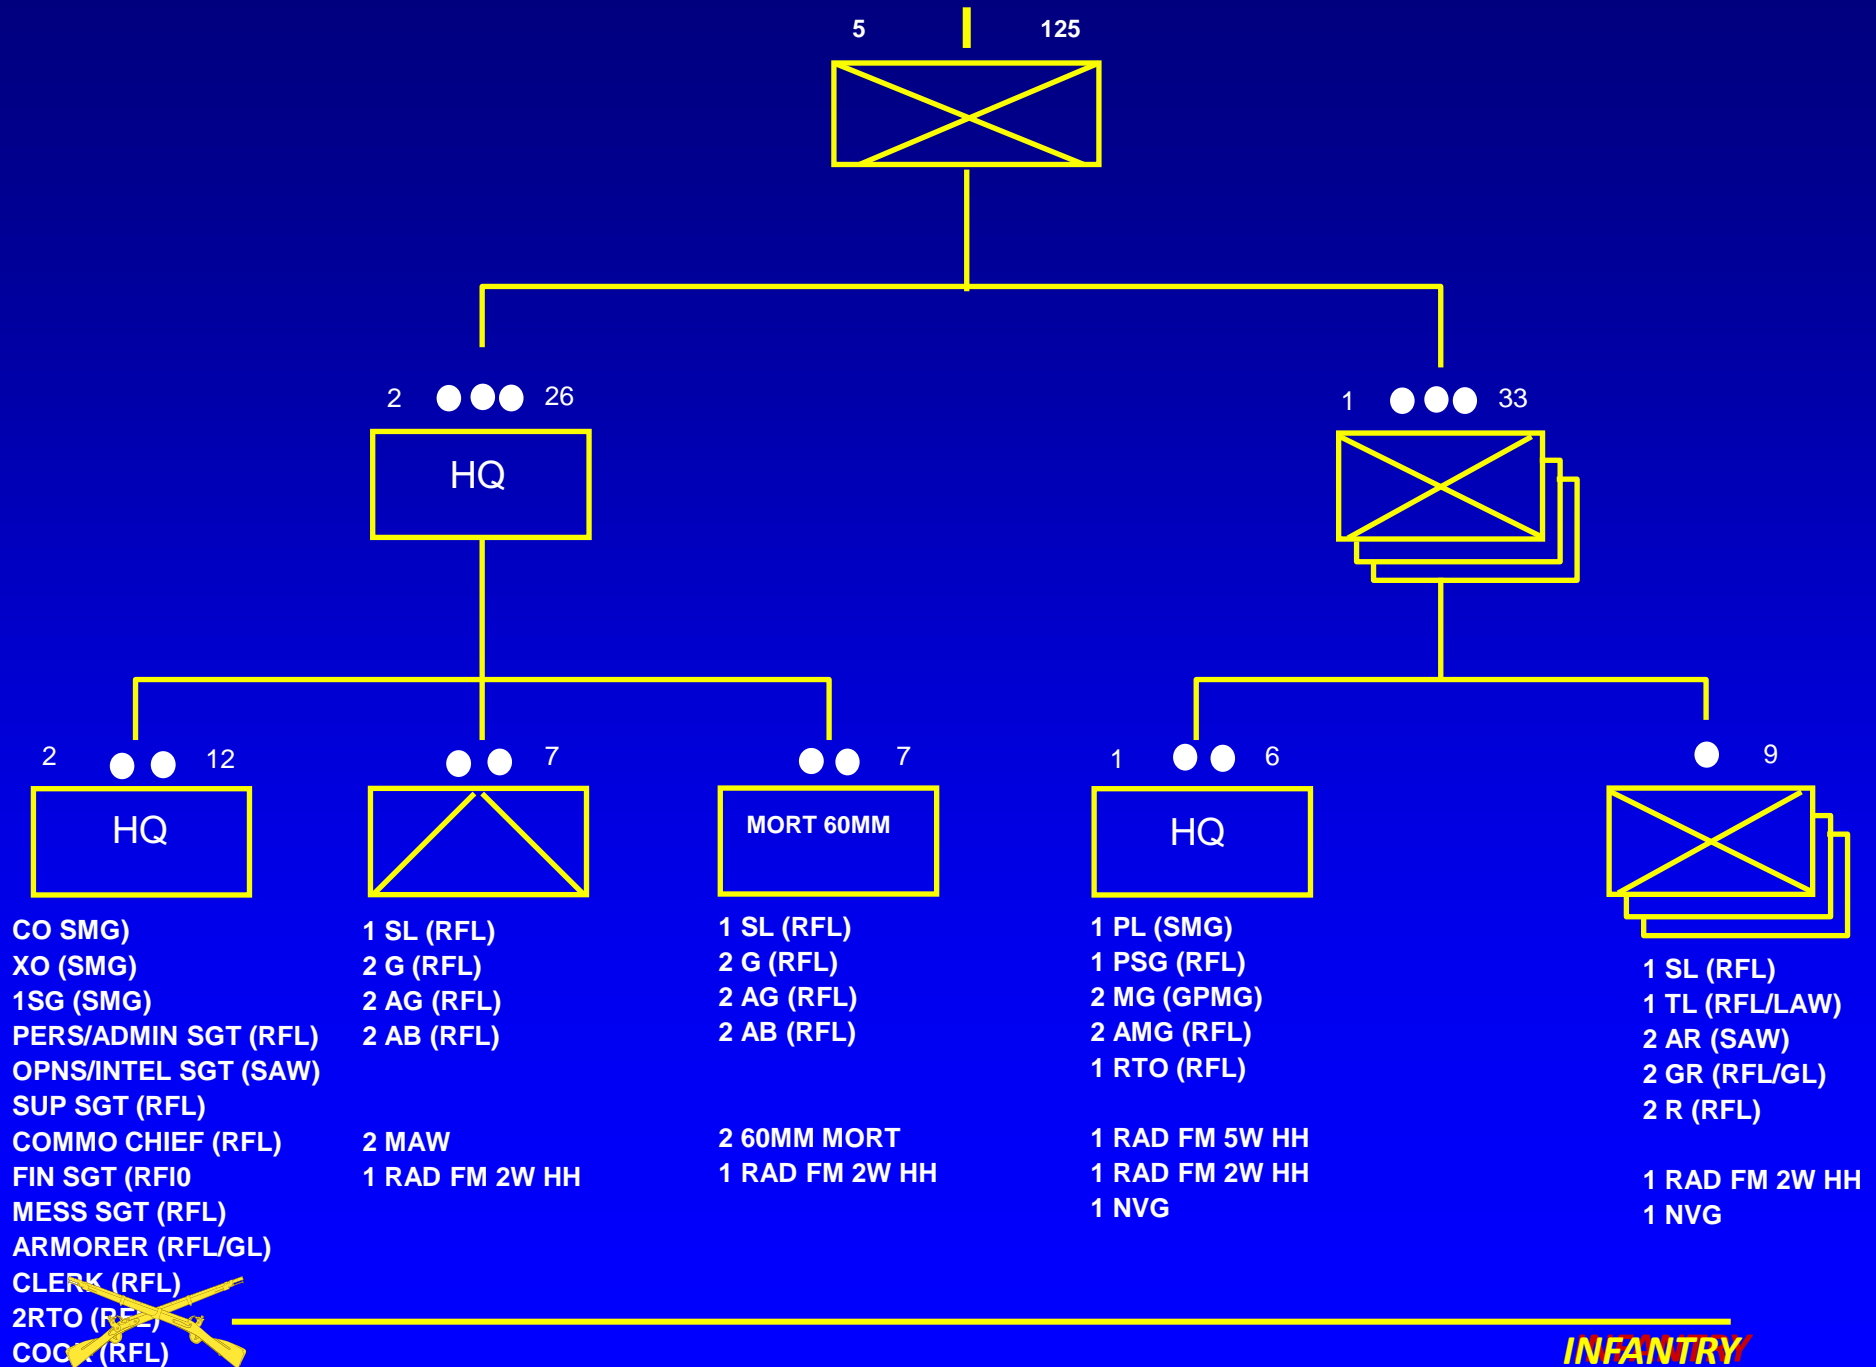 5 125
2 26
HQ
1 33
2 12
HQ
CO SMG)
XO (SMG)
1SG (SMG)
PERS/ADMIN SGT (RFL)
OPNS/INTEL SGT (SAW)
SUP SGT (RFL)
COMMO CHIEF (RFL)
FIN SGT (RFI0
MESS SGT (RFL)
ARMORER (RFL/GL)
CLERK (RFL)
2RTO (RFL)
COOK (RFL)
7
1 SL (RFL)
2 G (RFL)
2 AG (RFL)
2 AB (RFL)
2 MAW
1 RAD FM 2W HH
7
MORT 60MM
1 SL (RFL)
2 G (RFL)
2 AG (RFL)
2 AB (RFL)
2 60MM MORT
1 RAD FM 2W HH
1 6
HQ
1 PL (SMG)
1 PSG (RFL)
2 MG (GPMG)
2 AMG (RFL)
1 RTO (RFL)
1 RAD FM 5W HH
1 RAD FM 2W HH
1 NVG
9
1 SL (RFL)
1 TL (RFL/LAW)
2 AR (SAW)
2 GR (RFL/GL)
2 R (RFL)
1 RAD FM 2W HH
1 NVG
INFANTRY